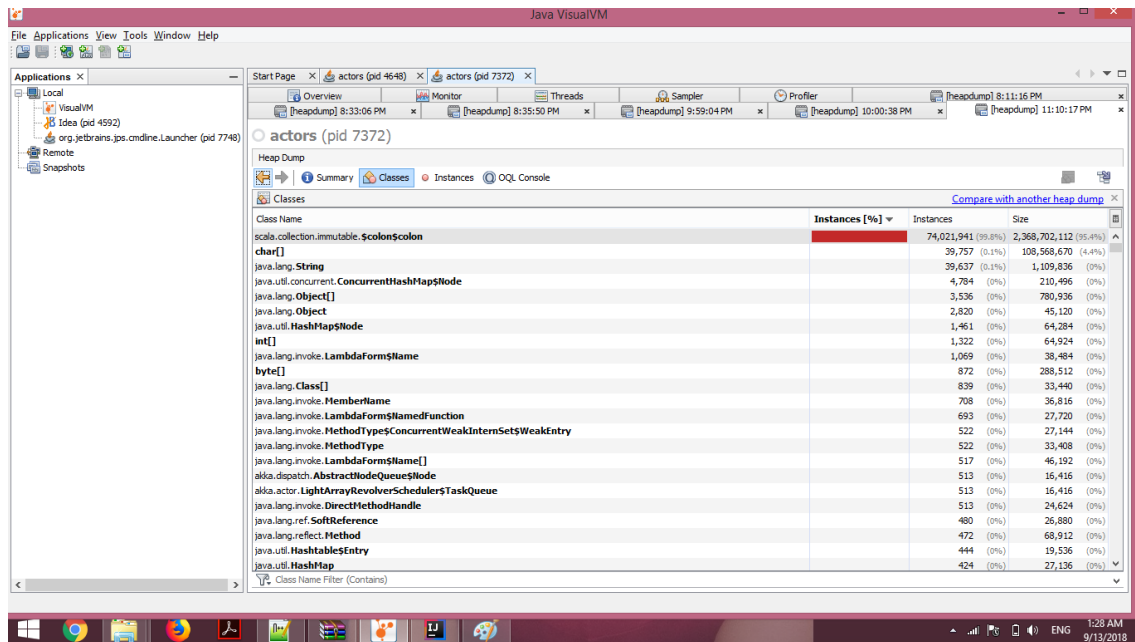 Java VisualVM
File Applications View Tools Window Help
Applications
Local
VisualVM
Idea (pid 4592)
org.jetbrains.jps.cmdline.Launcher (pid 7748)
Remote
Snapshots
Start Page actors (pid 4648) actors (pid 7372)
Overview Monitor Threads Sampler Profiler [heapdump] 8:11:16 PM
[heapdump] 8:33:06 PM [heapdump] 8:35:50 PM [heapdump] 9:59:04 PM [heapdump] 10:00:38 PM [heapdump] 11:10:17 PM
actors (pid 7372)
Heap Dump
Summary Classes Instances OQL Console
Classes Compare with another heap dump
Class Name Instances [%] Instances Size
scala.collection.immutable.$colon$colon 74,021,941 (99.8%) 2,368,702,112 (95.4%)
char[] 39,757 (0.1%) 108,568,670 (4.4%)
java.lang.String 39,637 (0.1%) 1,109,836 (0%)
java.util.concurrent.ConcurrentHashMap$Node 4,784 (0%) 210,496 (0%)
java.lang.Object[] 3,536 (0%) 780,936 (0%)
java.lang.Object 2,820 (0%) 45,120 (0%)
java.util.HashMap$Node 1,461 (0%) 64,284 (0%)
int[] 1,322 (0%) 64,924 (0%)
java.lang.invoke.LambdaForm$Name 1,069 (0%) 38,484 (0%)
byte[] 872 (0%) 288,512 (0%)
java.lang.Class[] 839 (0%) 33,440 (0%)
java.lang.invoke.MemberName 708 (0%) 36,816 (0%)
java.lang.invoke.LambdaForm$NamedFunction 693 (0%) 27,720 (0%)
java.lang.invoke.MethodType$ConcurrentWeakInternSet$WeakEntry 522 (0%) 27,144 (0%)
java.lang.invoke.MethodType 522 (0%) 33,408 (0%)
java.lang.invoke.LambdaForm$Name[] 517 (0%) 46,192 (0%)
akka.dispatch.AbstractNodeQueue$Node 513 (0%) 16,416 (0%)
akka.actor.LightArrayRevolverScheduler$TaskQueue 513 (0%) 16,416 (0%)
java.lang.invoke.DirectMethodHandle 513 (0%) 24,624 (0%)
java.lang.ref.SoftReference 480 (0%) 26,880 (0%)
java.lang.reflect.Method 472 (0%) 68,912 (0%)
java.util.Hashtable$Entry 444 (0%) 19,536 (0%)
java.util.HashMap 424 (0%) 27,136 (0%)
Class Name Filter (Contains)
ENG 1:28 AM
9/13/2018